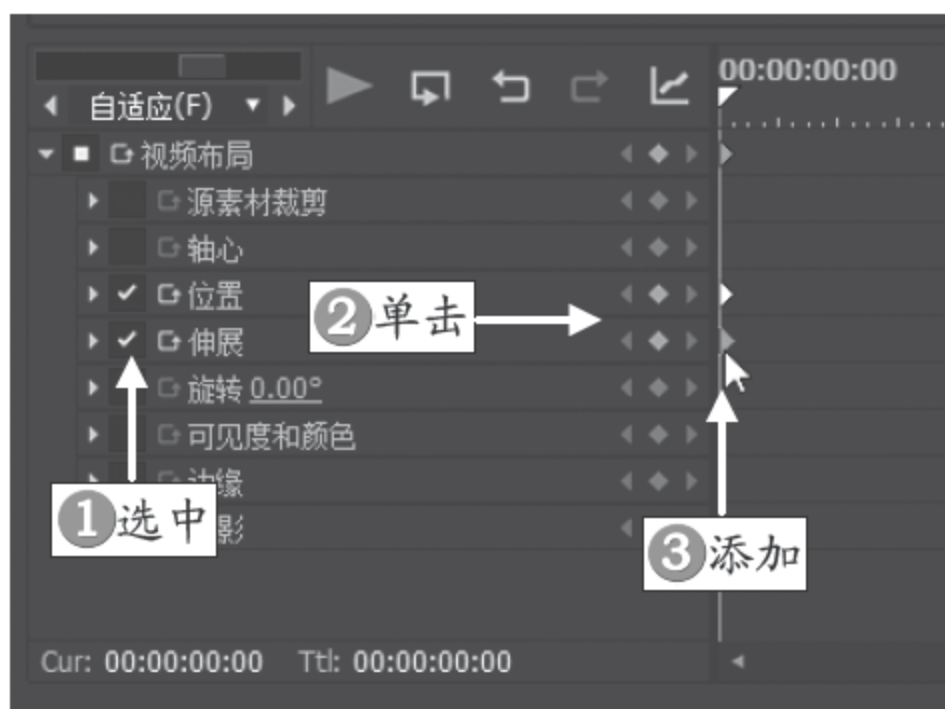 00:00:00:00
自适应(F)
视频布局
源素材裁剪
轴心
位置
②单击
伸展
旋转 0.00°
可见度和颜色
边缘
①选中
影
③添加
Cur: 00:00:00:00 Ttl: 00:00:00:00